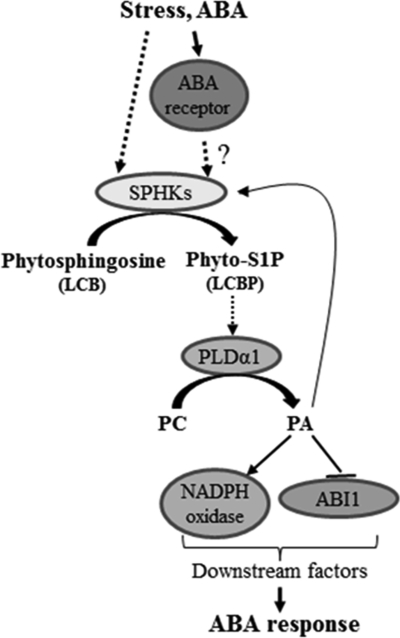 Stress, ABA
ABA
receptor
?
SPHKs
Phytosphingosine
(LCB)
Phyto-S1P
(LCBP)
PLDα1
PC
PA
NADPH
oxidase
ABI1
Downstream factors
ABA response